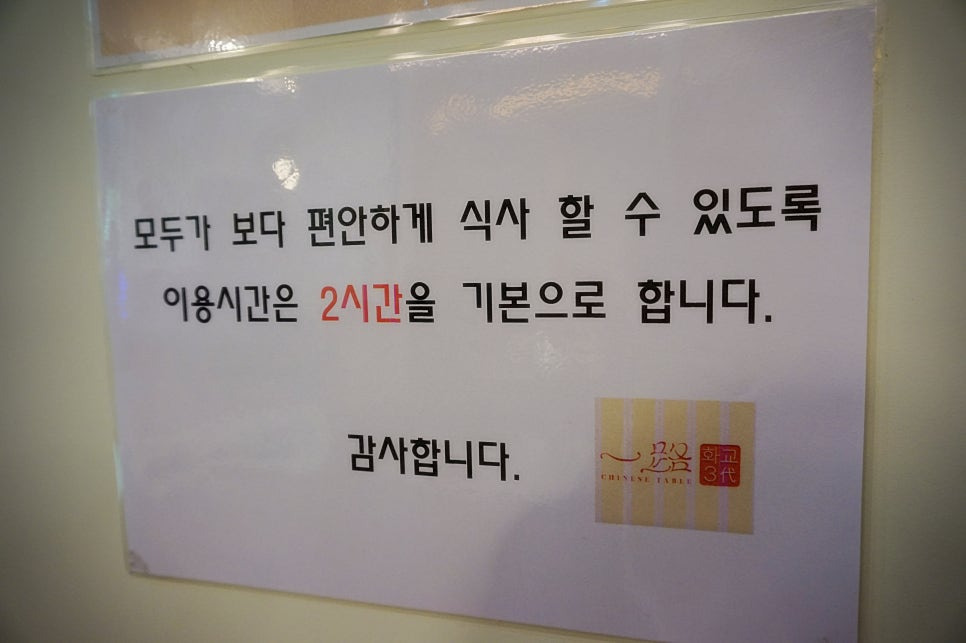 모두가 보다 편안하게 식사 할 수 있도록
이용시간은 2시간을 기본으로 합니다.
감사합니다.
一路
CHINESE TABLE
화교
3代